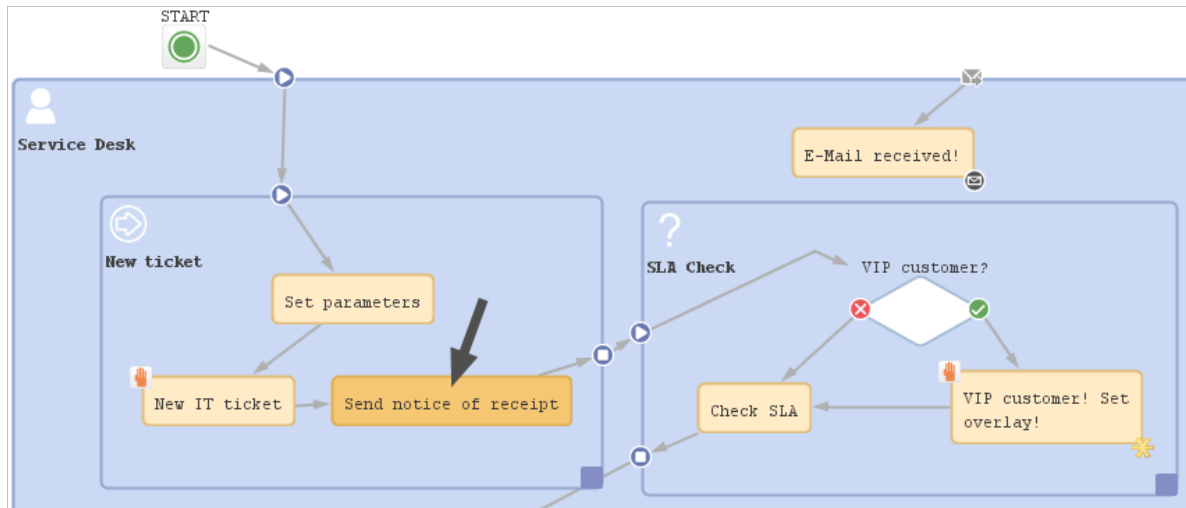 START
Service Desk
E-Mail received!
New ticket
SLA Check
VIP customer?
Set parameters
New IT ticket
Send notice of receipt
Check SLA
VIP customer! Set
overlay!